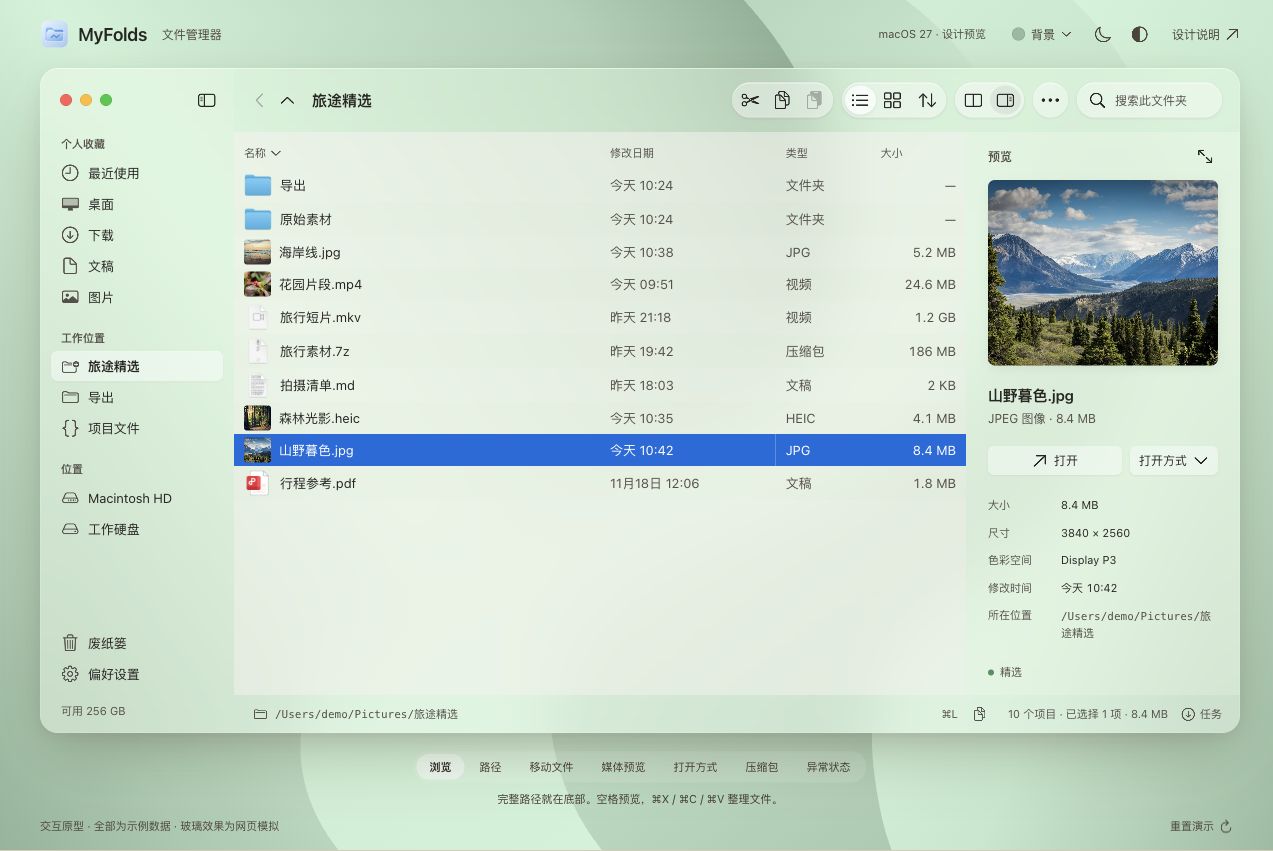 MyFolds 文件管理器
macOS 27 · 设计预览 背景 设计说明
旅途精选 搜索此文件夹
个人收藏
最近使用
桌面
下载
文稿
图片
工作位置
旅途精选
导出
项目文件
位置
Macintosh HD
工作硬盘
废纸篓
偏好设置
可用 256 GB
名称 修改日期 类型 大小
导出 今天 10:24 文件夹 —
原始素材 今天 10:24 文件夹 —
海岸线.jpg 今天 10:38 JPG 5.2 MB
花园片段.mp4 今天 09:51 视频 24.6 MB
旅行短片.mkv 昨天 21:18 视频 1.2 GB
旅行素材.7z 昨天 19:42 压缩包 186 MB
拍摄清单.md 昨天 18:03 文稿 2 KB
森林光影.heic 今天 10:35 HEIC 4.1 MB
山野暮色.jpg 今天 10:42 JPG 8.4 MB
行程参考.pdf 11月18日 12:06 文稿 1.8 MB
预览
山野暮色.jpg
JPEG 图像 · 8.4 MB
打开 打开方式
大小 8.4 MB
尺寸 3840 × 2560
色彩空间 Display P3
修改时间 今天 10:42
所在位置 /Users/demo/Pictures/旅
途精选
精选
/Users/demo/Pictures/旅途精选 ⌘L 10 个项目 · 已选择 1 项 · 8.4 MB 任务
浏览 路径 移动文件 媒体预览 打开方式 压缩包 异常状态
完整路径就在底部。空格预览，⌘X / ⌘C / ⌘V 整理文件。
交互原型 · 全部为示例数据 · 玻璃效果为网页模拟 重置演示